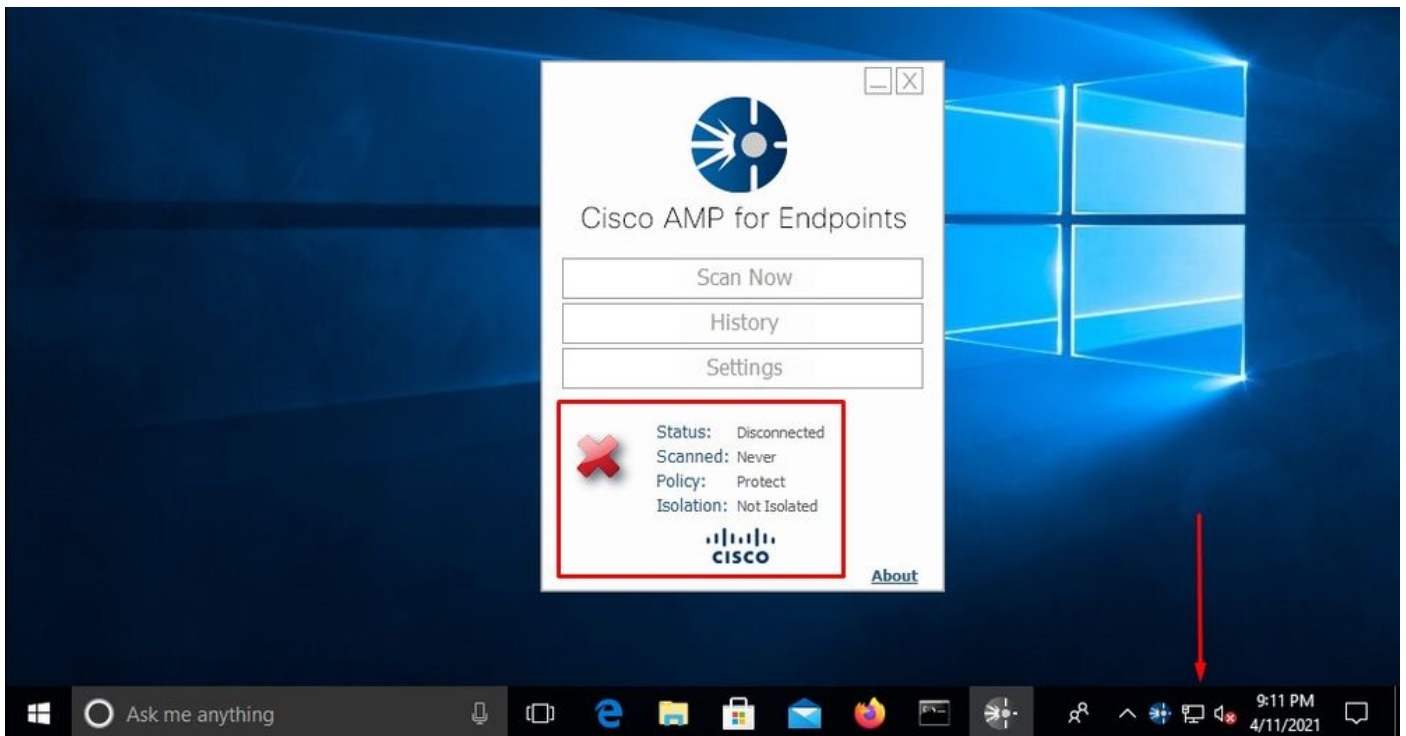 X
Cisco AMP for Endpoints
Scan Now
History
Settings
Status: Disconnected
Scanned: Never
Policy: Protect
Isolation: Not Isolated
CISCO
About
Ask me anything
9:11 PM
4/11/2021